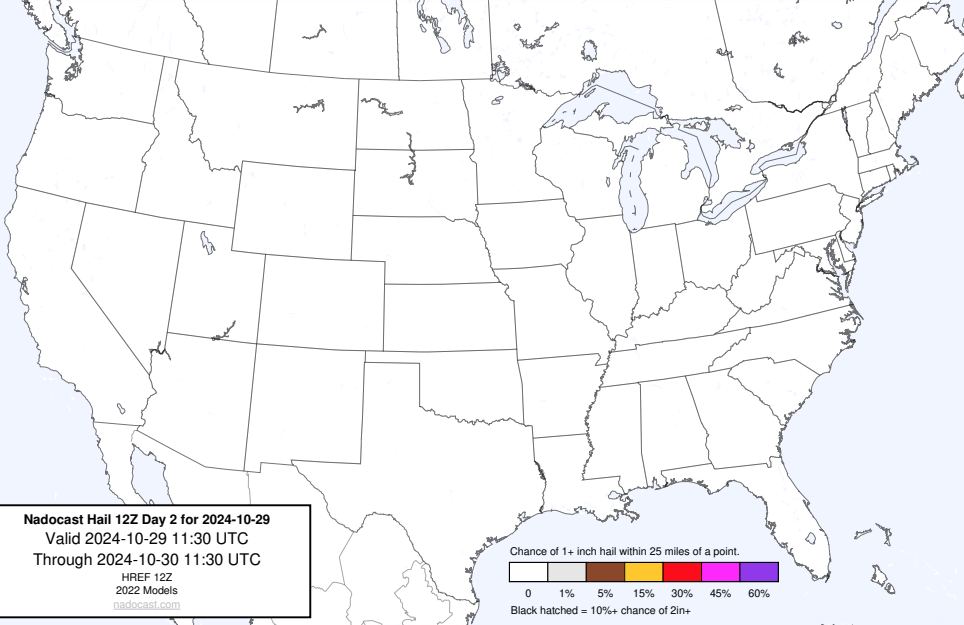 Nadocast Hail 12Z Day 2 for 2024-10-29
Valid 2024-10-29 11:30 UTC
Through 2024-10-30 11:30 UTC
HREF 12Z
2022 Models
nadocast.com
Chance of 1+ inch hail within 25 miles of a point.
0 1% 5% 15% 30% 45% 60%
Black hatched = 10%+ chance of 2in+